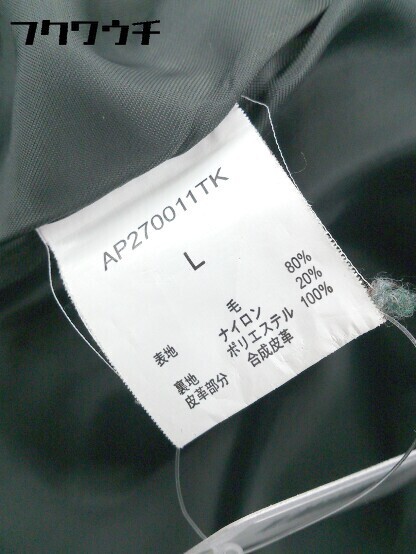 フクワウチ
AP270011TK
L
表地 毛 80%
ナイロン 20%
裏地 ポリエステル 100%
皮革部分 合成皮革